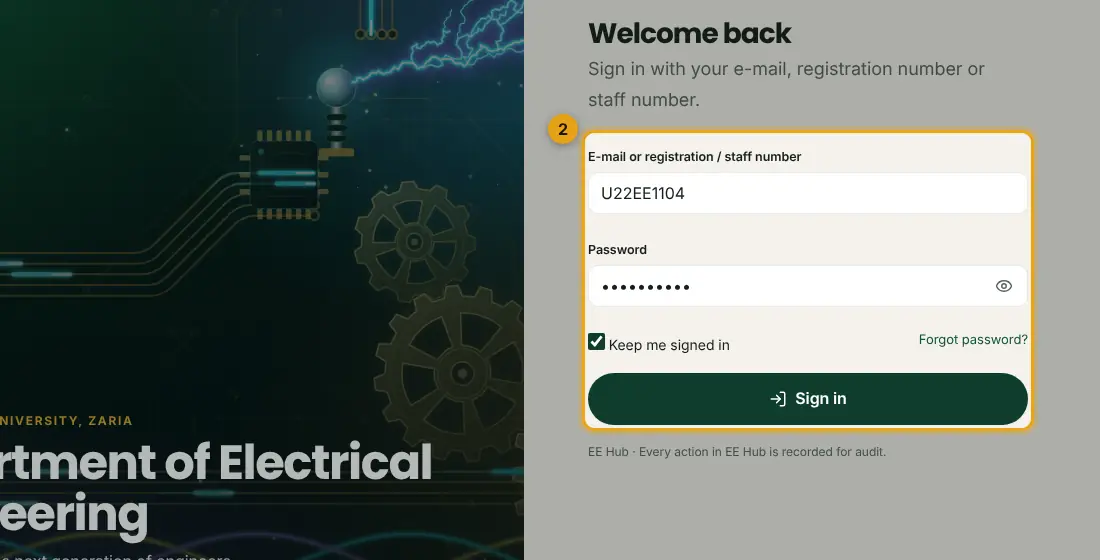 NIVERSITY, ZARIA
rtment of Electrical
eering
Welcome back
Sign in with your e-mail, registration number or
staff number.
2
E-mail or registration / staff number
U22EE1104
Password
••••••••••
Keep me signed in
Forgot password?
Sign in
EE Hub · Every action in EE Hub is recorded for audit.